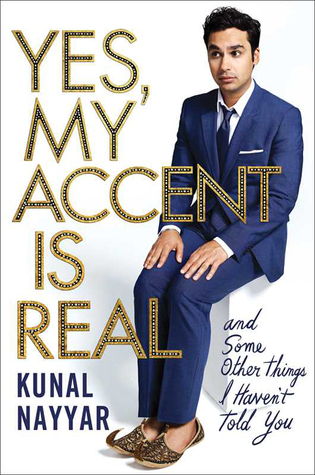 YES,
MY
ACCENT
IS
REAL
and
Some
Other Things
I Haven't
Told You
KUNAL
NAYYAR